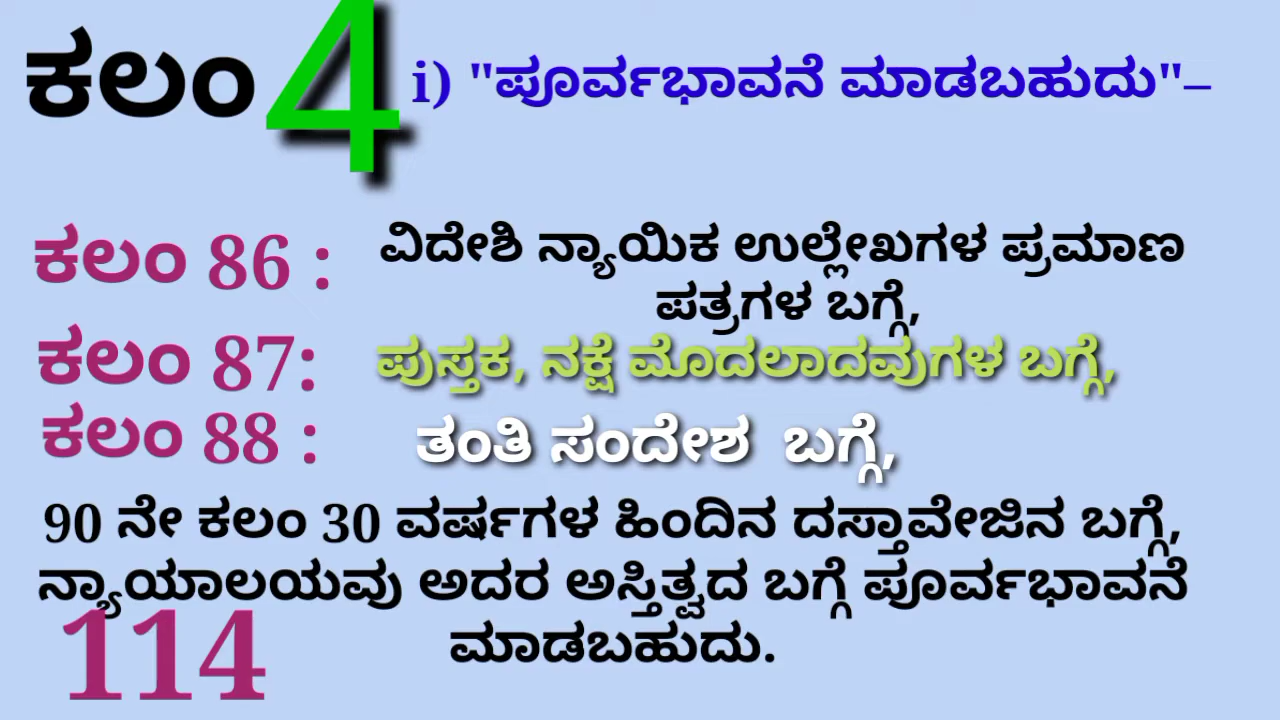 ಕಲಂ 4 i) "ಪೂರ್ವಭಾವನೆ ಮಾಡಬಹುದು"–
ಕಲಂ 86 : ವಿದೇಶಿ ನ್ಯಾಯಿಕ ಉಲ್ಲೇಖಗಳ ಪ್ರಮಾಣ
ಪತ್ರಗಳ ಬಗ್ಗೆ,
ಕಲಂ 87: ಪುಸ್ತಕ, ನಕ್ಷೆ ಮೊದಲಾದವುಗಳ ಬಗ್ಗೆ,
ಕಲಂ 88 : ತಂತಿ ಸಂದೇಶ ಬಗ್ಗೆ,
90 ನೇ ಕಲಂ 30 ವರ್ಷಗಳ ಹಿಂದಿನ ದಸ್ತಾವೇಜಿನ ಬಗ್ಗೆ,
ನ್ಯಾಯಾಲಯವು ಅದರ ಅಸ್ತಿತ್ವದ ಬಗ್ಗೆ ಪೂರ್ವಭಾವನೆ
ಮಾಡಬಹುದು.
114